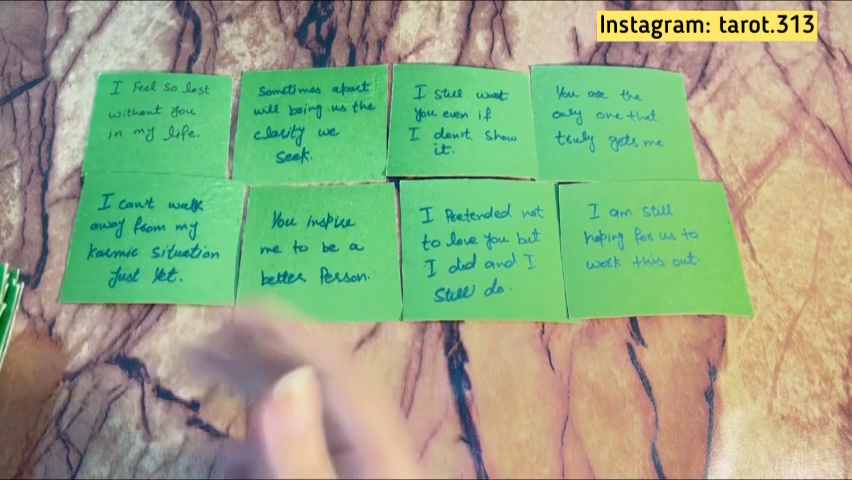 Instagram: tarot.313
I Feel so lost
without you
in my life.
Sometimes apart
will bring us the
clarity we
seek.
I still want
you even if
I don't show
it.
You are the
only one that
truly gets me
I can't walk
away from my
karmic situation
Just Yet.
You inspire
me to be a
better Person.
I Pretended not
to love you but
I did and I
still do.
I am still
hoping for us to
work this out.